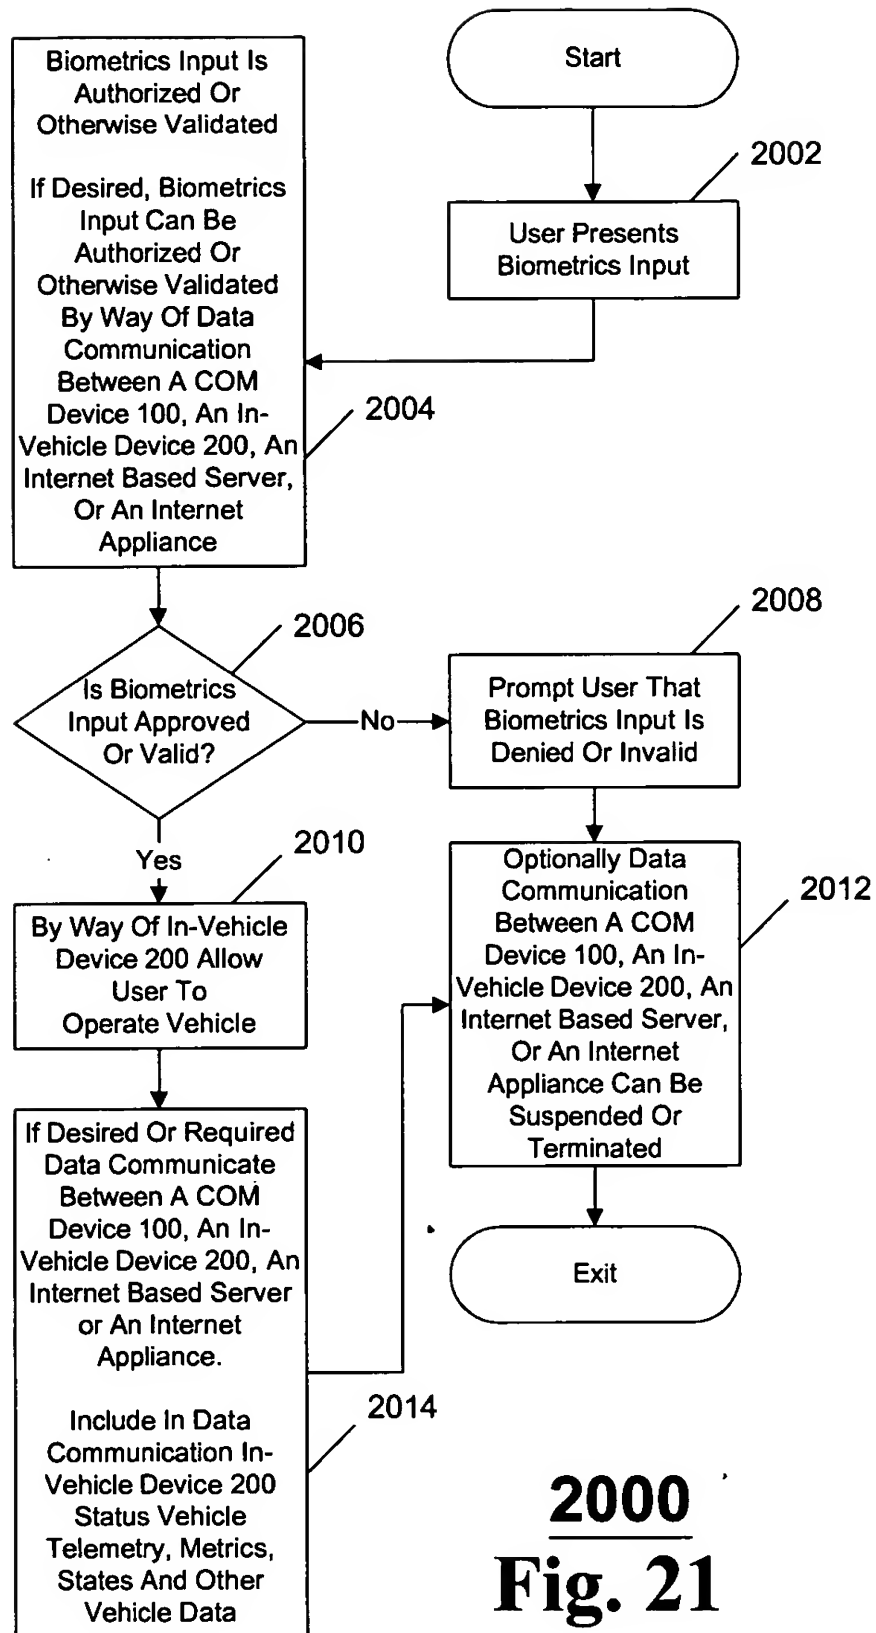 Start
2002
User Presents
Biometrics Input
Biometrics Input Is
Authorized Or
Otherwise Validated
If Desired, Biometrics
Input Can Be
Authorized Or
Otherwise Validated
By Way Of Data
Communication
Between A COM
Device 100, An In-
Vehicle Device 200, An
Internet Based Server,
Or An Internet
Appliance
2004
2006
Is Biometrics
Input Approved
Or Valid?
No
2008
Prompt User That
Biometrics Input Is
Denied Or Invalid
Yes
2010
By Way Of In-Vehicle
Device 200 Allow
User To
Operate Vehicle
Optionally Data
Communication
Between A COM
Device 100, An In-
Vehicle Device 200, An
Internet Based Server,
Or An Internet
Appliance Can Be
Suspended Or
Terminated
2012
If Desired Or Required
Data Communicate
Between A COM
Device 100, An In-
Vehicle Device 200, An
Internet Based Server
or An Internet
Appliance.
Include In Data
Communication In-
Vehicle Device 200
Status Vehicle
Telemetry, Metrics,
States And Other
Vehicle Data
2014
Exit
2000
Fig. 21